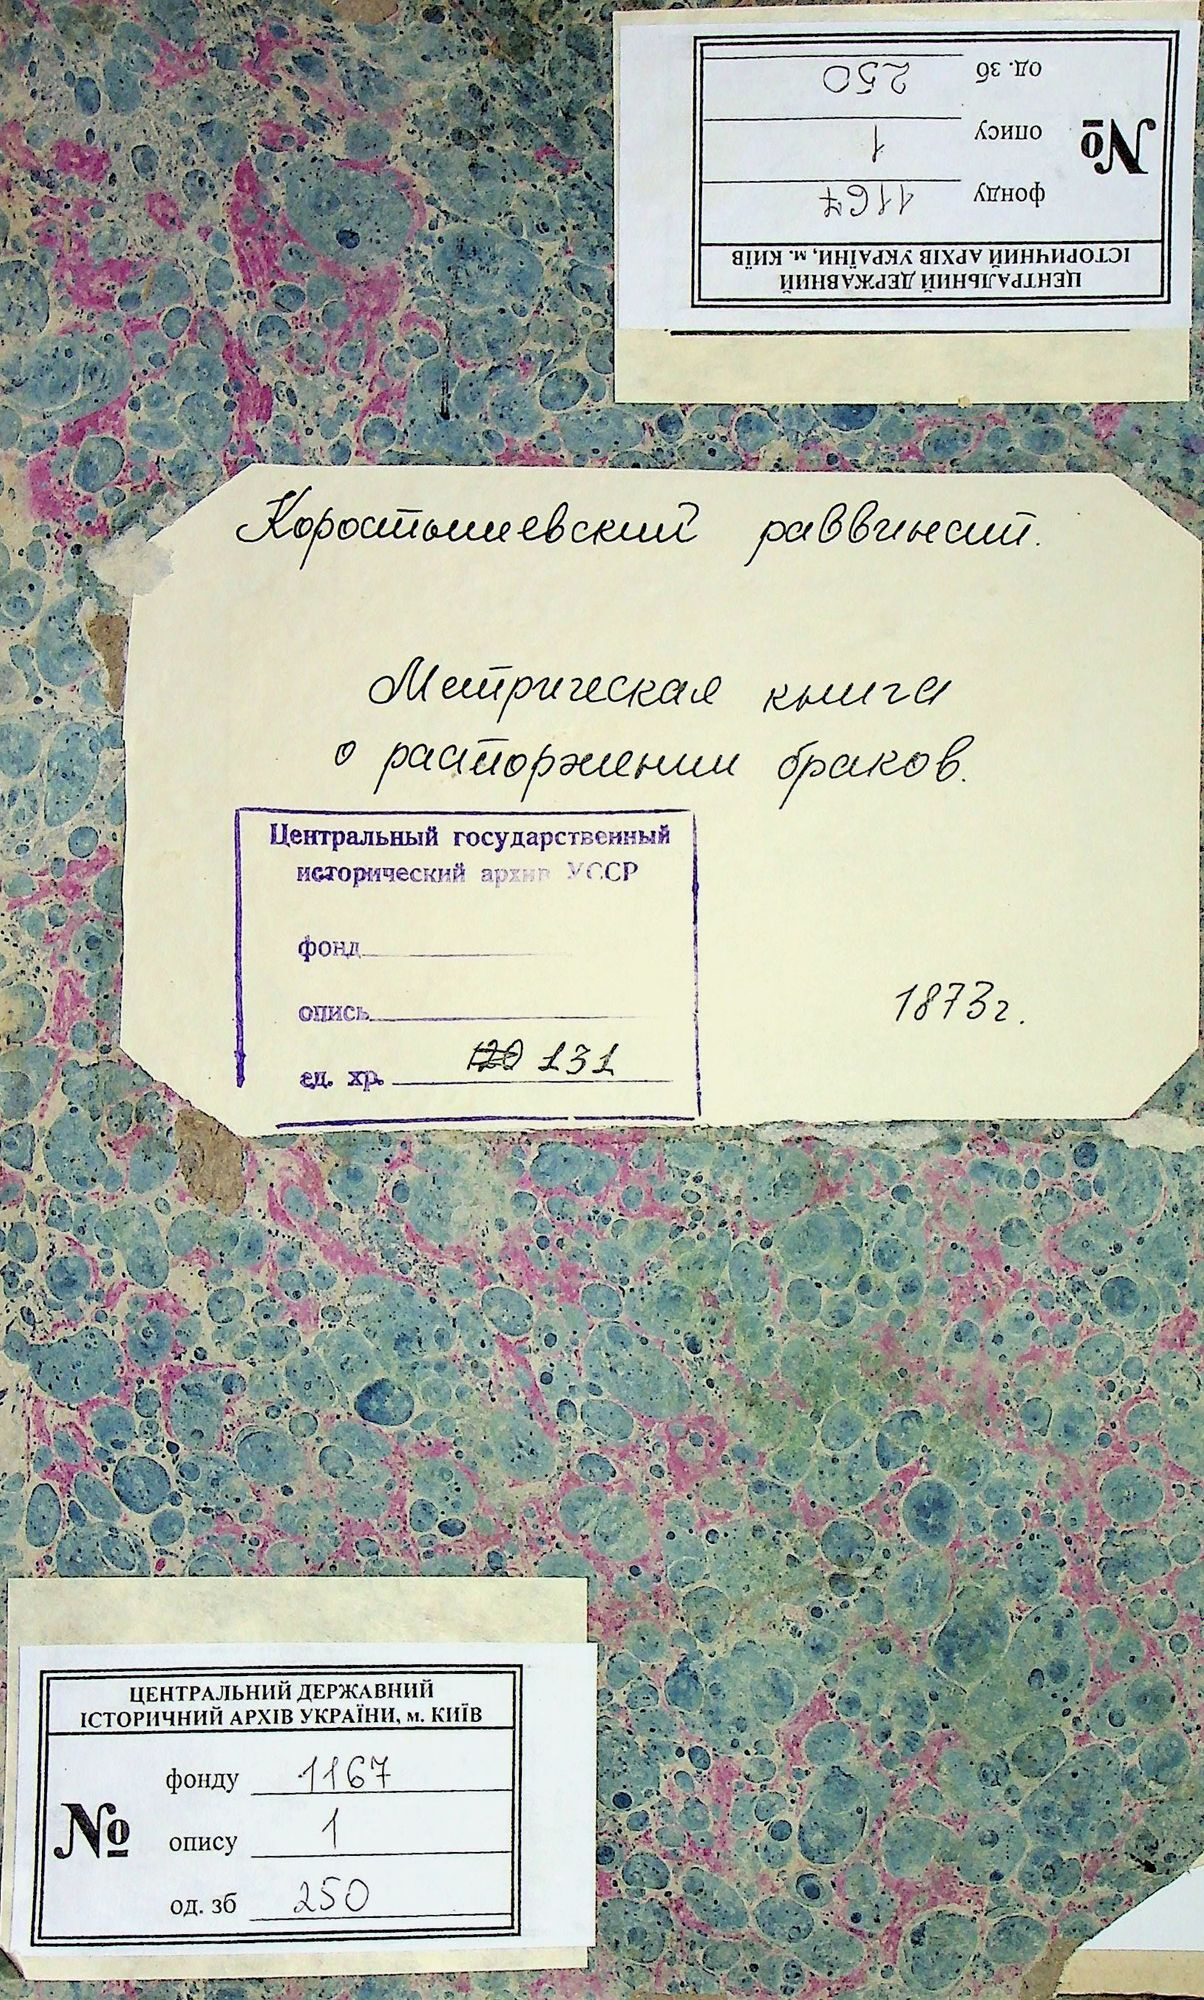 ЦЕНТРАЛЬНИЙ ДЕРЖАВНИЙ
ІСТОРИЧНИЙ АРХІВ УКРАЇНИ, м. КИЇВ
№
фонду 1167
опису 1
од. зб 250
Коростышевский раввинат.
Метрическая книга
о расторжении браков.
Центральный государственный
исторический архив УССР
фонд
опись
ед. хр. 120 131
1873 г.
ЦЕНТРАЛЬНИЙ ДЕРЖАВНИЙ
ІСТОРИЧНИЙ АРХІВ УКРАЇНИ, м. КИЇВ
№
фонду 1167
опису 1
од. зб 250